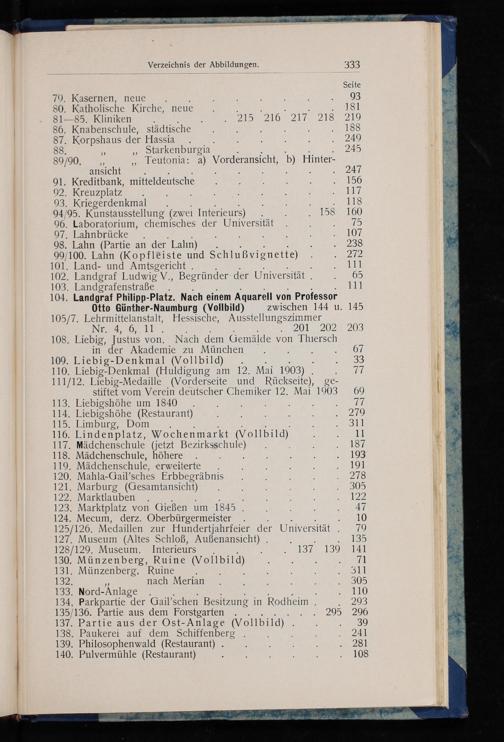 Verzeichnis der Abbildungen. 333
Seite
79. Kasernen, neue . . . . . . . . 93
80. Katholische Kirche, neue . . . . . . 181
81—85. Kliniken . . 215 216 217 218 219
86. Knabenschule, städtische . . . . . . 188
87. Korpshaus der Hassia . . . . . . . 249
88. „ „ Starkenburgia . . . . . 245
89/90. „ „ Teutonia: a) Vorderansicht, b) Hinter-
ansicht . . . . . . . . 247
91. Kreditbank, mitteldeutsche . . . . . 156
92. Kreuzplatz . . . . . . . . 117
93. Kriegerdenkmal . . . . . . . 118
94/95. Kunstausstellung (zwei Interieurs) . . . 158 160
96. Laboratorium, chemisches der Universität . . . 75
97. Lahnbrücke . . . . . . . . 107
98. Lahn (Partie an der Lahn) . . . . . . 238
99/100. Lahn (Kopfleiste und Schlußvignette) . . 272
101. Land- und Amtsgericht . . . . . . . 111
102. Landgraf Ludwig V., Begründer der Universität . . 65
103. Landgrafenstraße . . . . . . . 111
104. Landgraf Philipp-Platz. Nach einem Aquarell von Professor
Otto Günther-Naumburg (Vollbild) zwischen 144 u. 145
105/7. Lehrmittelanstalt, Hessische, Ausstellungszimmer
Nr. 4, 6, 11 . . . . . . 201 202 203
108. Liebig, Justus von. Nach dem Gemälde von Thiersch
in der Akademie zu München . . . . 67
109. Liebig-Denkmal (Vollbild) . . . . . 33
110. Liebig-Denkmal (Huldigung am 12. Mai 1903) . . 77
111/12. Liebig-Medaille (Vorderseite und Rückseite), ge-
stiftet vom Verein deutscher Chemiker 12. Mai 1903 69
113. Liebigshöhe um 1840 . . . . . . . 77
114. Liebigshöhe (Restaurant) . . . . . . 279
115. Limburg, Dom . . . . . . . . 311
116. Lindenplatz, Wochenmarkt (Vollbild) . . 11
117. Mädchenschule (jetzt Bezirksschule) . . . . 187
118. Mädchenschule, höhere . . . . . . . 193
119. Mädchenschule, erweiterte . . . . . . 191
120. Mahla-Gail'sches Erbbegräbnis . . . . . 278
121. Marburg (Gesamtansicht) . . . . . . 305
122. Marktlauben . . . . . . . . 122
123. Marktplatz von Gießen um 1845 . . . . . 47
124. Mecum, derz. Oberbürgermeister . . . . . 10
125/126. Medaillen zur Hundertjahrfeier der Universität . 79
127. Museum (Altes Schloß, Außenansicht) . . . . 135
128/129. Museum, Interieurs . . . 137 139 141
130. Münzenberg, Ruine (Vollbild) . . . . 71
131. Münzenberg, Ruine . . . . . . . 311
132. „ nach Merian . . . . . . 305
133. Nord-Anlage . . . . . . . . 110
134. Parkpartie der Gail'schen Besitzung in Rodheim . . 293
135/136. Partie aus dem Forstgarten . . . . . 295 296
137. Partie aus der Ost-Anlage (Vollbild) . . . 39
138. Paukerei auf dem Schiffenberg . . . . . 241
139. Philosophenwald (Restaurant) . . . . . . 281
140. Pulvermühle (Restaurant) . . . . . . 108